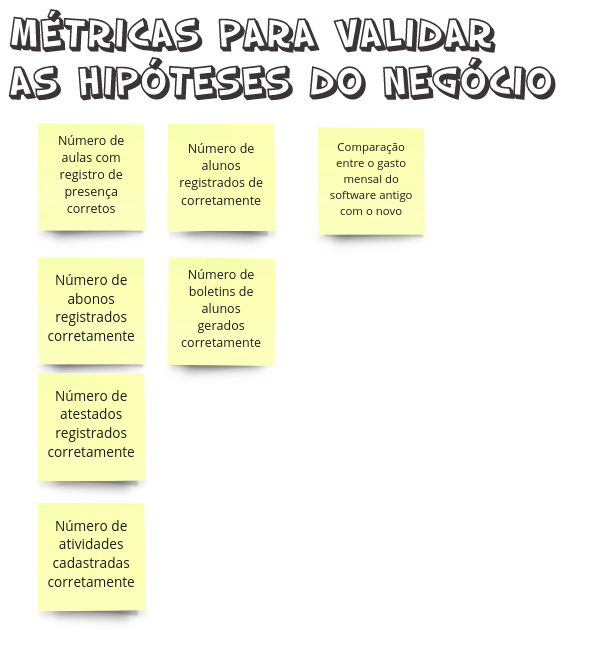 MÉTRICAS PARA VALIDAR
AS HIPÓTESES DO NEGÓCIO
Número de
aulas com
registro de
presença
corretos
Número de
alunos
registrados de
corretamente
Comparação
entre o gasto
mensal do
software antigo
com o novo
Número de
abonos
registrados
corretamente
Número de
boletins de
alunos
gerados
corretamente
Número de
atestados
registrados
corretamente
Número de
atividades
cadastradas
corretamente